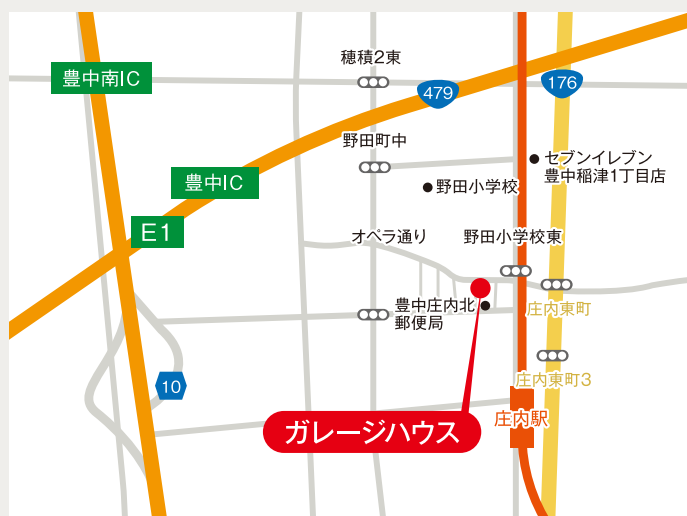 穂積2東
豊中南IC
176
479
野田町中
セブンイレブン
豊中稲津1丁目店
豊中IC
野田小学校
E1
オペラ通り
野田小学校東
豊中庄内北
郵便局
庄内東町
庄内東町3
10
庄内駅
ガレージハウス